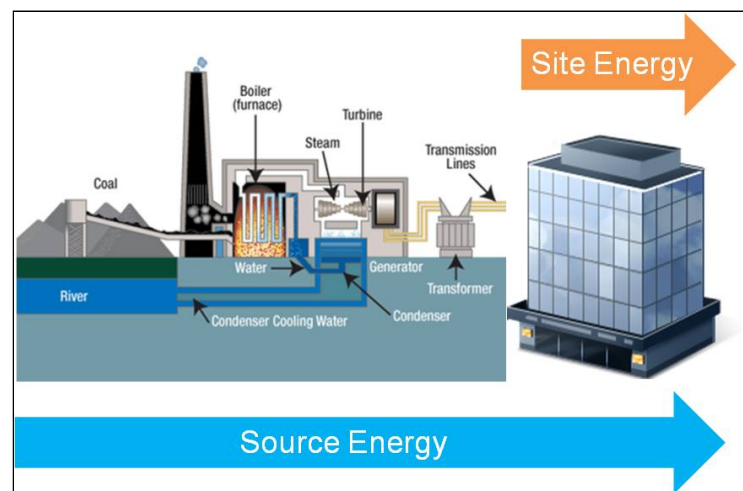 Site Energy
Boiler
(furnace)
Turbine
Steam
Transmission
Lines
Coal
Water
Generator
River
Transformer
Condenser
Condenser Cooling Water
Source Energy